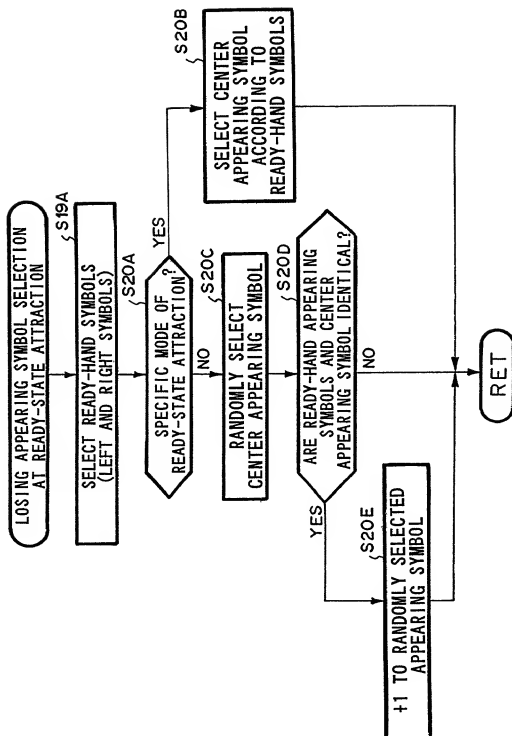 LOSING APPEARING SYMBOL SELECTION
AT READY-STATE ATTRACTION
S19A
SELECT READY-HAND SYMBOLS
(LEFT AND RIGHT SYMBOLS)
S20A
SPECIFIC MODE OF
READY-STATE ATTRACTION?
YES
NO
S20B
SELECT CENTER
APPEARING SYMBOL
ACCORDING TO
READY-HAND SYMBOLS
S20C
RANDOMLY SELECT
CENTER APPEARING SYMBOL
S20D
ARE READY-HAND APPEARING
SYMBOLS AND CENTER
APPEARING SYMBOL IDENTICAL?
YES
NO
S20E
+1 TO RANDOMLY SELECTED
APPEARING SYMBOL
RET